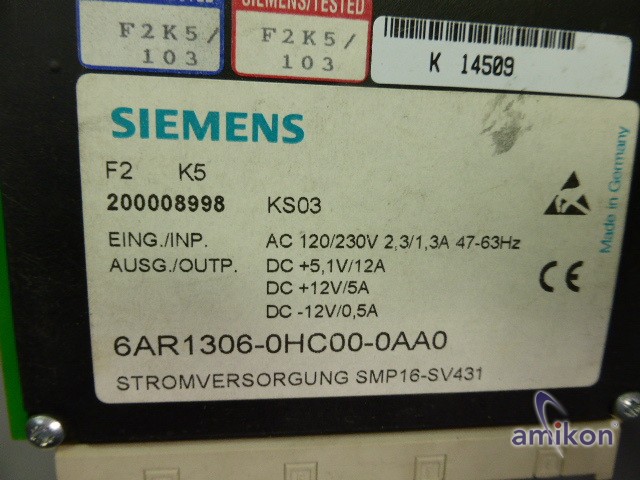 SIEMENS/TESTED
F2K5/
103
F2K5/
103
K 14509
SIEMENS
F2 K5
200008998 KS03
EING./INP. AC 120/230V 2,3/1,3A 47-63Hz
AUSG./OUTP. DC +5,1V/12A
DC +12V/5A
DC -12V/0,5A
6AR1306-0HC00-0AA0
STROMVERSORGUNG SMP16-SV431
Made in Germany
CE
amikon